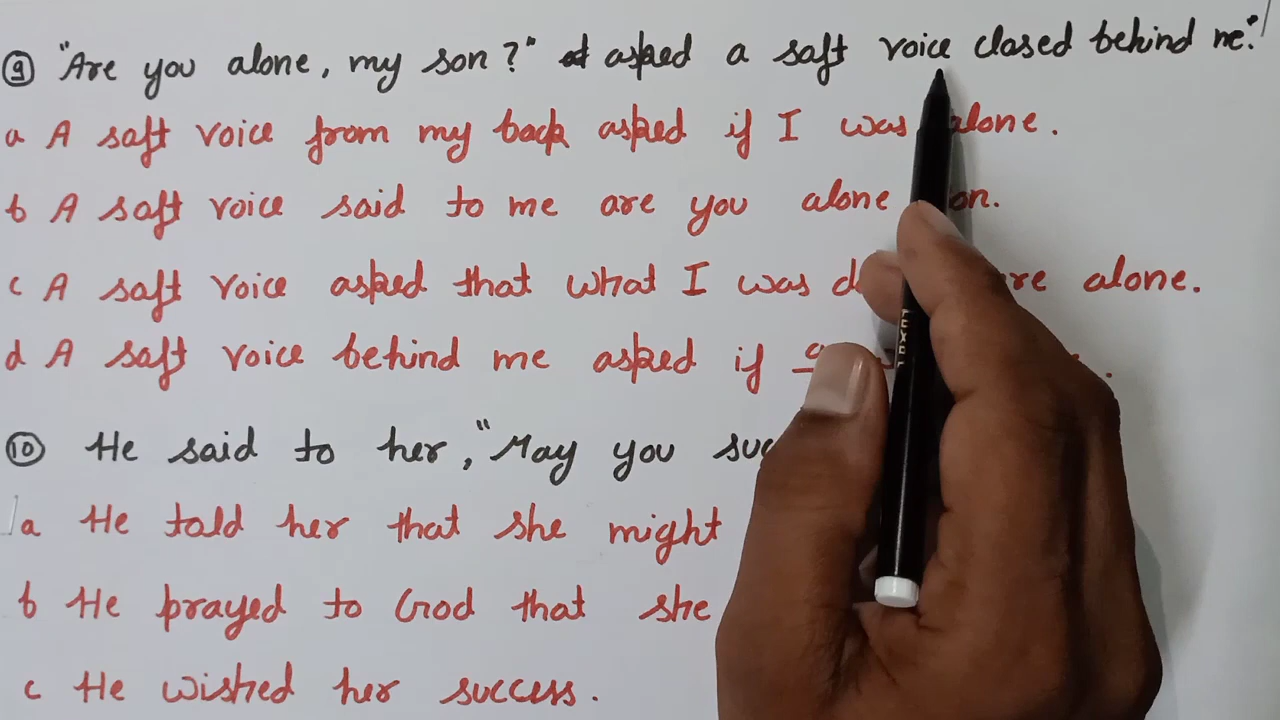 ⑨ "Are you alone, my son?" asked a soft voice closed behind me."
a A soft voice from my back asked if I was alone.
b A soft voice said to me are you alone
c A soft voice asked that what I was alone.
d A soft voice behind me asked if
⑩ He said to her, "May you
a He told her that she might
b He prayed to God that she
c He wished her success.